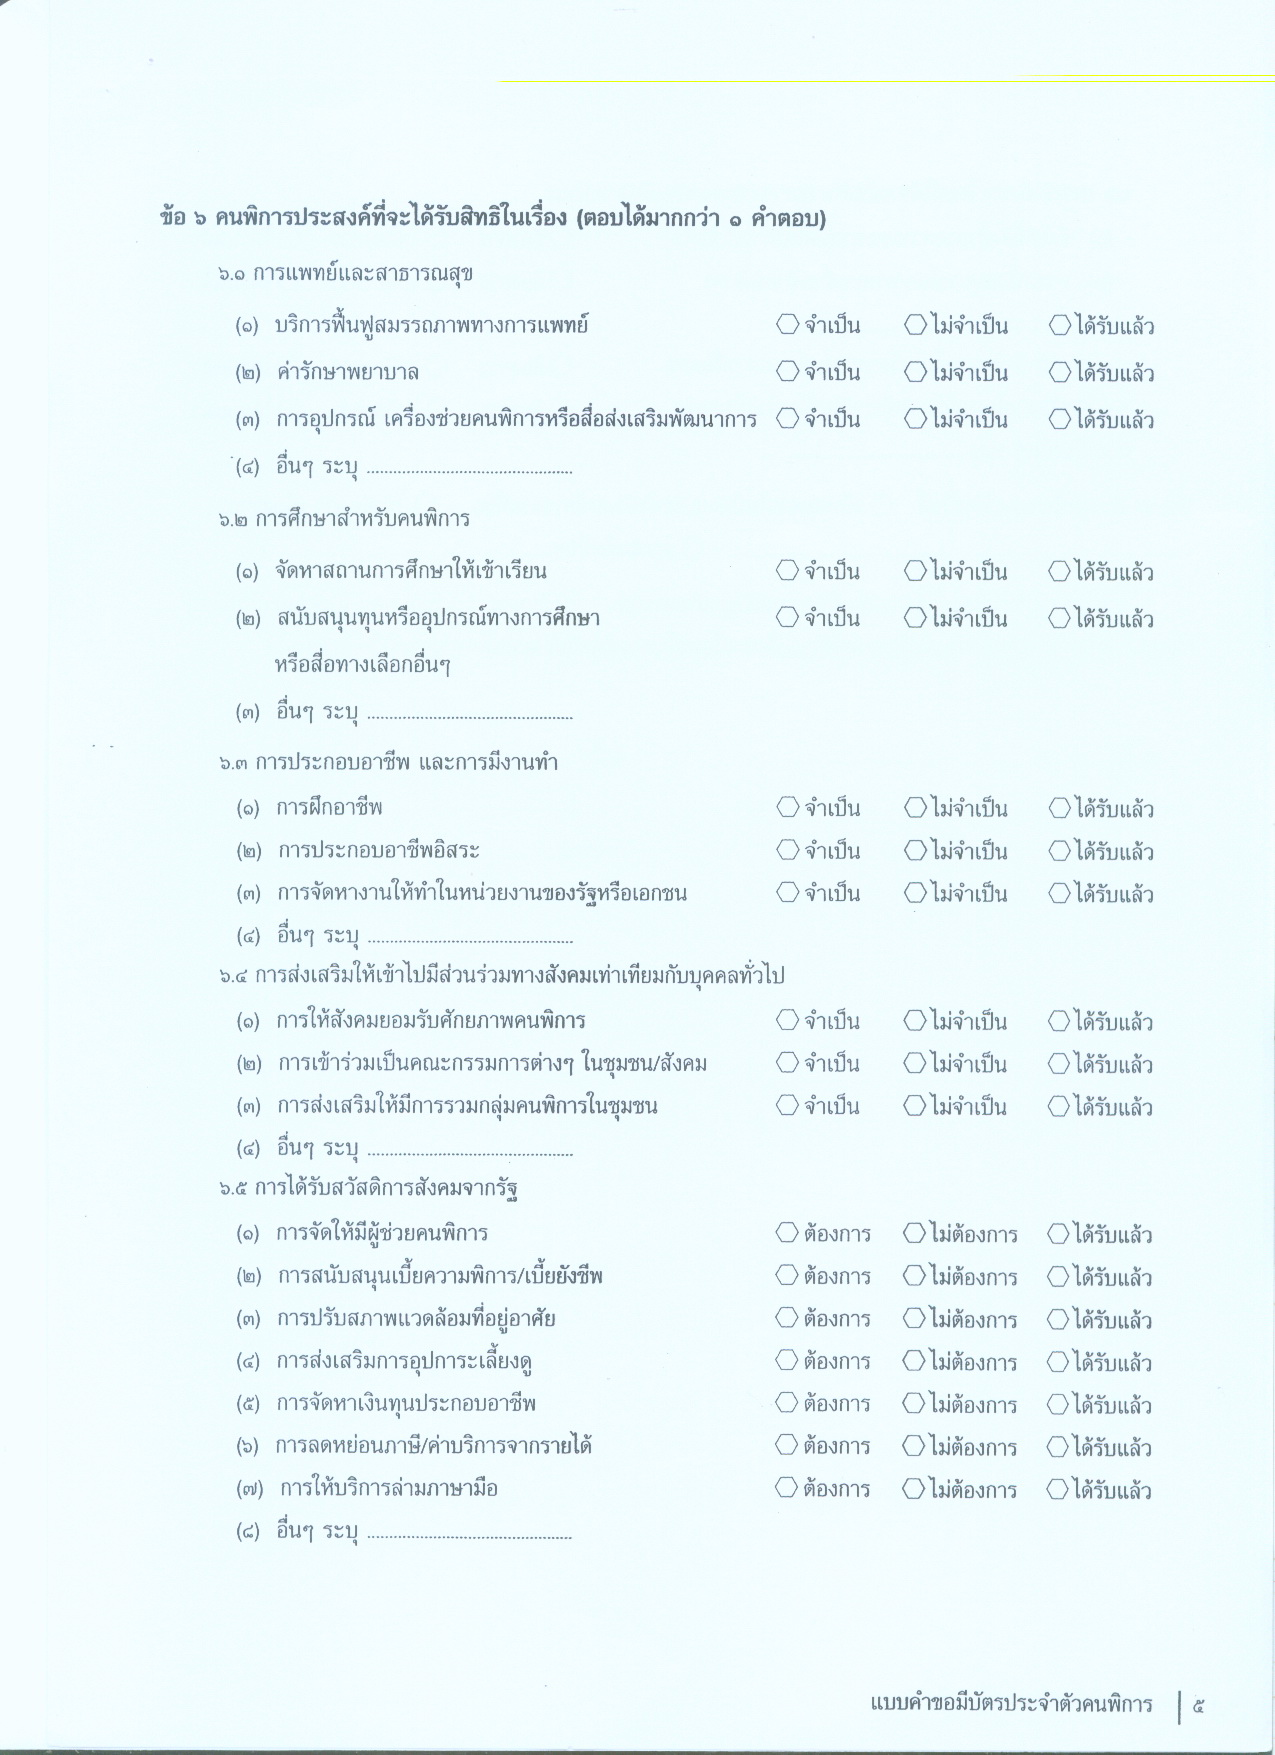 ข้อ ๖ คนพิการประสงค์ที่จะได้รับสิทธิในเรื่อง (ตอบได้มากกว่า ๑ คำตอบ)
๖.๑ การแพทย์และสาธารณสุข
(๑) บริการฟื้นฟูสมรรถภาพทางการแพทย์ จำเป็น ไม่จำเป็น ได้รับแล้ว
(๒) ค่ารักษาพยาบาล จำเป็น ไม่จำเป็น ได้รับแล้ว
(๓) การอุปกรณ์ เครื่องช่วยคนพิการหรือสื่อส่งเสริมพัฒนาการ จำเป็น ไม่จำเป็น ได้รับแล้ว
(๔) อื่นๆ ระบุ ..............................................
๖.๒ การศึกษาสำหรับคนพิการ
(๑) จัดหาสถานการศึกษาให้เข้าเรียน จำเป็น ไม่จำเป็น ได้รับแล้ว
(๒) สนับสนุนทุนหรืออุปกรณ์ทางการศึกษา จำเป็น ไม่จำเป็น ได้รับแล้ว
หรือสื่อทางเลือกอื่นๆ
(๓) อื่นๆ ระบุ ..............................................
๖.๓ การประกอบอาชีพ และการมีงานทำ
(๑) การฝึกอาชีพ จำเป็น ไม่จำเป็น ได้รับแล้ว
(๒) การประกอบอาชีพอิสระ จำเป็น ไม่จำเป็น ได้รับแล้ว
(๓) การจัดหางานให้ทำในหน่วยงานของรัฐหรือเอกชน จำเป็น ไม่จำเป็น ได้รับแล้ว
(๔) อื่นๆ ระบุ ..............................................
๖.๔ การส่งเสริมให้เข้าไปมีส่วนร่วมทางสังคมเท่าเทียมกับบุคคลทั่วไป
(๑) การให้สังคมยอมรับศักยภาพคนพิการ จำเป็น ไม่จำเป็น ได้รับแล้ว
(๒) การเข้าร่วมเป็นคณะกรรมการต่างๆ ในชุมชน/สังคม จำเป็น ไม่จำเป็น ได้รับแล้ว
(๓) การส่งเสริมให้มีการรวมกลุ่มคนพิการในชุมชน จำเป็น ไม่จำเป็น ได้รับแล้ว
(๔) อื่นๆ ระบุ ..............................................
๖.๕ การได้รับสวัสดิการสังคมจากรัฐ
(๑) การจัดให้มีผู้ช่วยคนพิการ ต้องการ ไม่ต้องการ ได้รับแล้ว
(๒) การสนับสนุนเบี้ยความพิการ/เบี้ยยังชีพ ต้องการ ไม่ต้องการ ได้รับแล้ว
(๓) การปรับสภาพแวดล้อมที่อยู่อาศัย ต้องการ ไม่ต้องการ ได้รับแล้ว
(๔) การส่งเสริมการอุปการะเลี้ยงดู ต้องการ ไม่ต้องการ ได้รับแล้ว
(๕) การจัดหาเงินทุนประกอบอาชีพ ต้องการ ไม่ต้องการ ได้รับแล้ว
(๖) การลดหย่อนภาษี/ค่าบริการจากรายได้ ต้องการ ไม่ต้องการ ได้รับแล้ว
(๗) การให้บริการล่ามภาษามือ ต้องการ ไม่ต้องการ ได้รับแล้ว
(๘) อื่นๆ ระบุ ..............................................
แบบคำขอมีบัตรประจำตัวคนพิการ | ๕